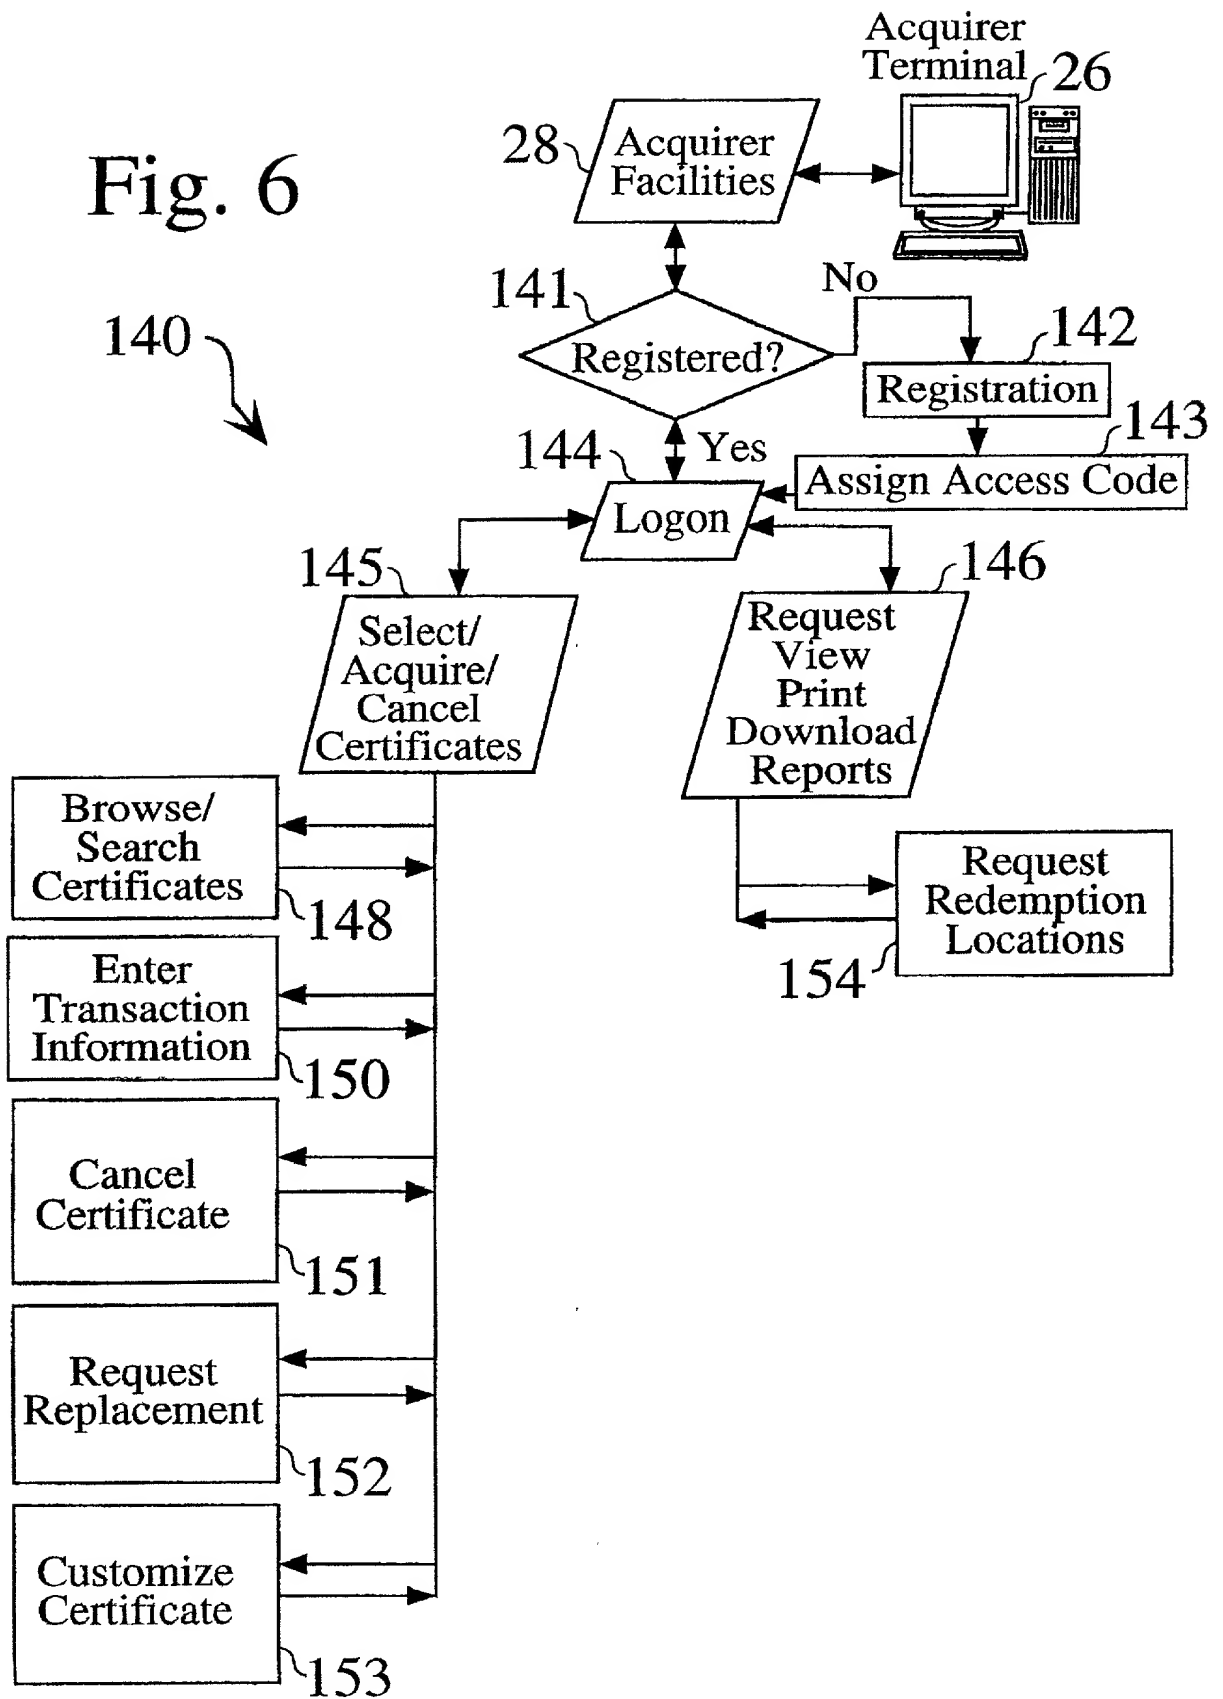 Acquirer
Terminal
26
28
Acquirer
Facilities
Fig. 6
No
141
140
Registered?
142
Registration
143
144
Yes
Assign Access Code
Logon
145
146
Select/
Acquire/
Cancel
Certificates
Request
View
Print
Download
Reports
Browse/
Search
Certificates
148
Request
Redemption
Locations
154
Enter
Transaction
Information
150
Cancel
Certificate
151
Request
Replacement
152
Customize
Certificate
153